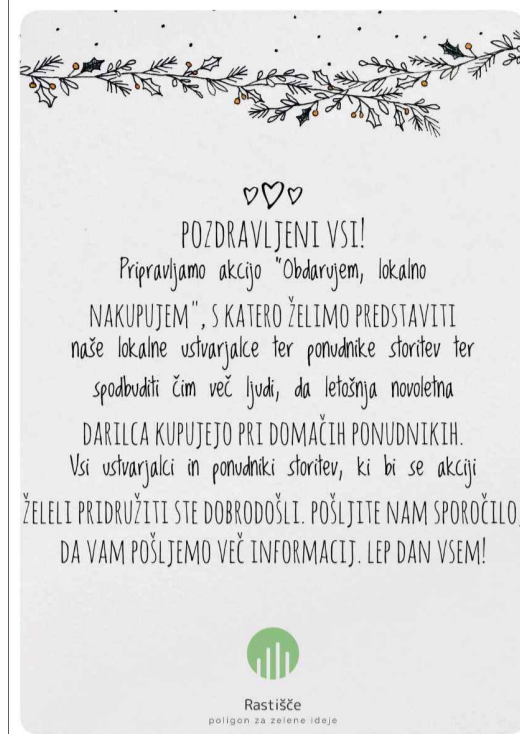 POZDRAVLJENI VSI!
Pripravljamo akcijo "Obdarujem, lokalno
NAKUPUJEM", S KATERO ŽELIMO PREDSTAVITI
naše lokalne ustvarjalce ter ponudnike storitev ter
spodbuditi čim več ljudi, da letošnja novoletna
DARILCA KUPUJEJO PRI DOMAČIH PONUDNIKIH.
Vsi ustvarjalci in ponudniki storitev, ki bi se akciji
ŽELELI PRIDRUŽITI STE DOBRODOŠLI. POŠLJITE NAM SPOROČILO,
DA VAM POŠLJEMO VEČ INFORMACIJ. LEP DAN VSEM!
Rastišče
poligon za zelene ideje